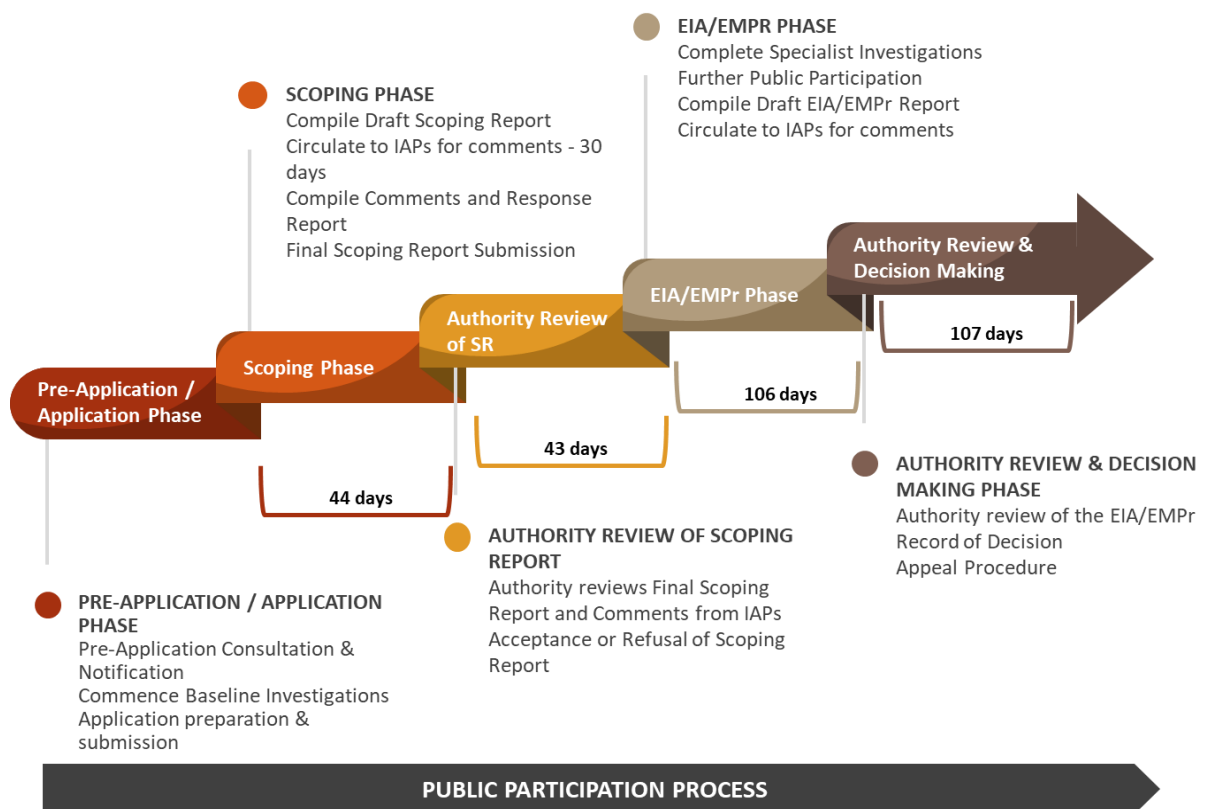 EIA/EMPR PHASE
Complete Specialist Investigations
Further Public Participation
Compile Draft EIA/EMPr Report
Circulate to IAPs for comments
SCOPING PHASE
Compile Draft Scoping Report
Circulate to IAPs for comments - 30
days
Compile Comments and Response
Report
Final Scoping Report Submission
Authority Review &
Decision Making
EIA/EMPr Phase
Authority Review
of SR
Scoping Phase
Pre-Application /
Application Phase
107 days
106 days
43 days
44 days
AUTHORITY REVIEW & DECISION
MAKING PHASE
Authority review of the EIA/EMPr
Record of Decision
Appeal Procedure
AUTHORITY REVIEW OF SCOPING
REPORT
Authority reviews Final Scoping
Report and Comments from IAPs
Acceptance or Refusal of Scoping
Report
PRE-APPLICATION / APPLICATION
PHASE
Pre-Application Consultation &
Notification
Commence Baseline Investigations
Application preparation &
submission
PUBLIC PARTICIPATION PROCESS